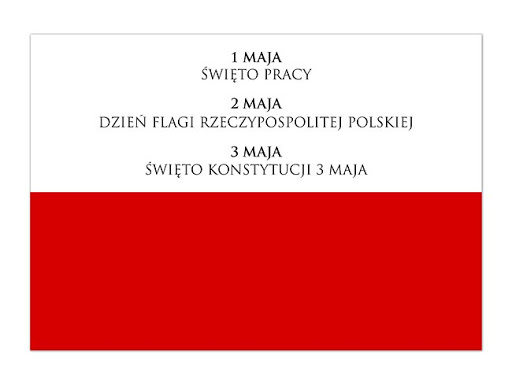 1 MAJA
ŚWIĘTO PRACY
2 MAJA
DZIEŃ FLAGI RZECZYPOSPOLITEJ POLSKIEJ
3 MAJA
ŚWIĘTO KONSTYTUCJI 3 MAJA